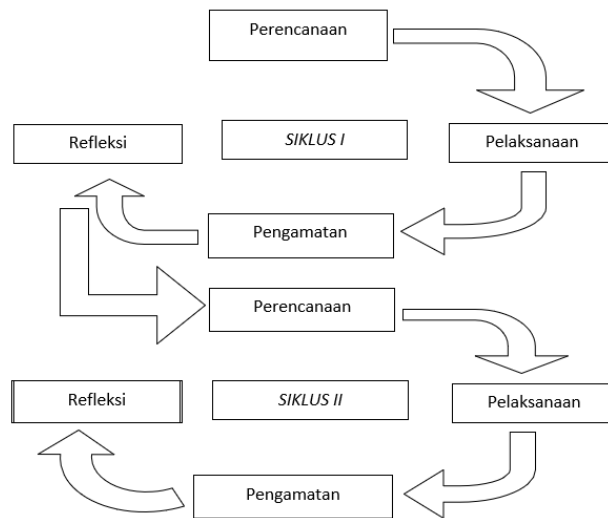 Perencanaan
Refleksi
SIKLUS I
Pelaksanaan
Pengamatan
Perencanaan
Refleksi
SIKLUS II
Pelaksanaan
Pengamatan